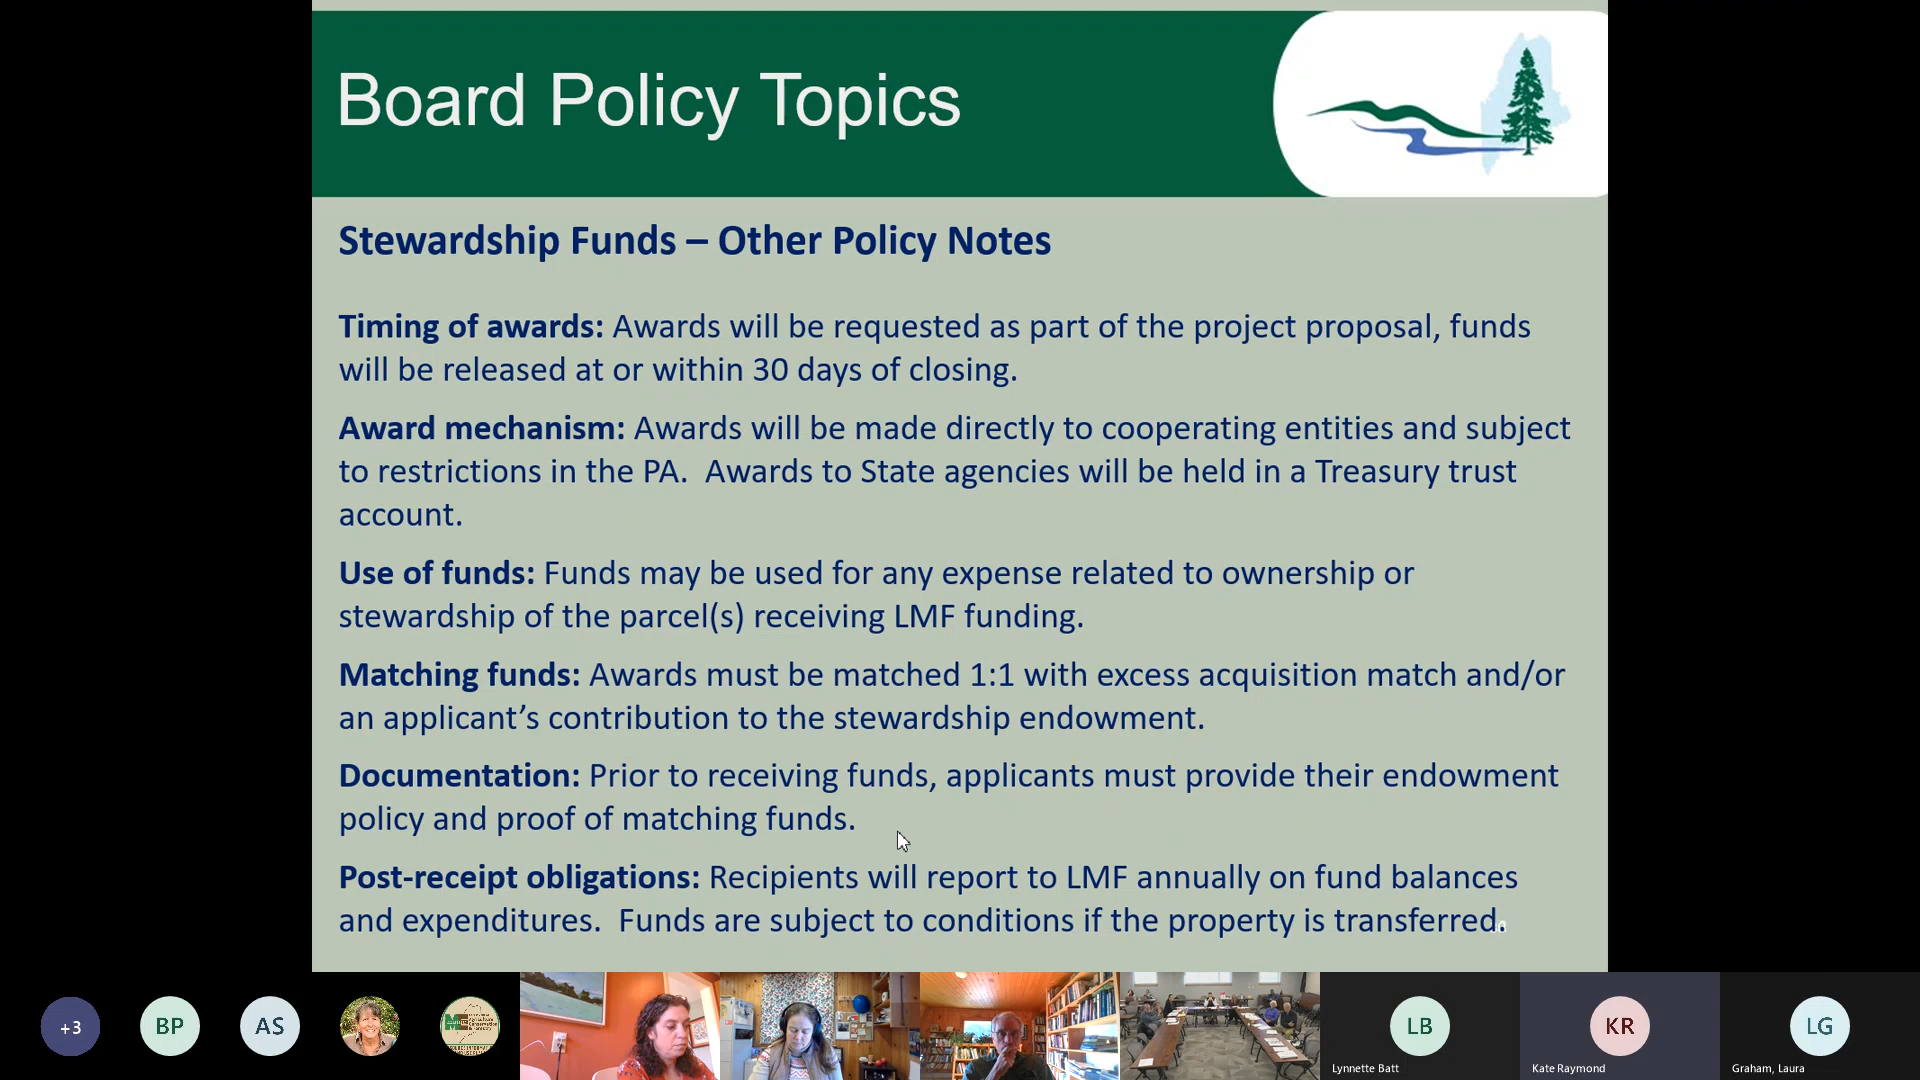 Board Policy Topics
Stewardship Funds – Other Policy Notes
Timing of awards: Awards will be requested as part of the project proposal, funds
will be released at or within 30 days of closing.
Award mechanism: Awards will be made directly to cooperating entities and subject
to restrictions in the PA.  Awards to State agencies will be held in a Treasury trust
account.
Use of funds: Funds may be used for any expense related to ownership or
stewardship of the parcel(s) receiving LMF funding.
Matching funds: Awards must be matched 1:1 with excess acquisition match and/or
an applicant’s contribution to the stewardship endowment.
Documentation: Prior to receiving funds, applicants must provide their endowment
policy and proof of matching funds.
Post-receipt obligations: Recipients will report to LMF annually on fund balances
and expenditures.  Funds are subject to conditions if the property is transferred.
+3
BP
AS
LB
KR
LG
Lynnette Batt
Kate Raymond
Graham, Laura